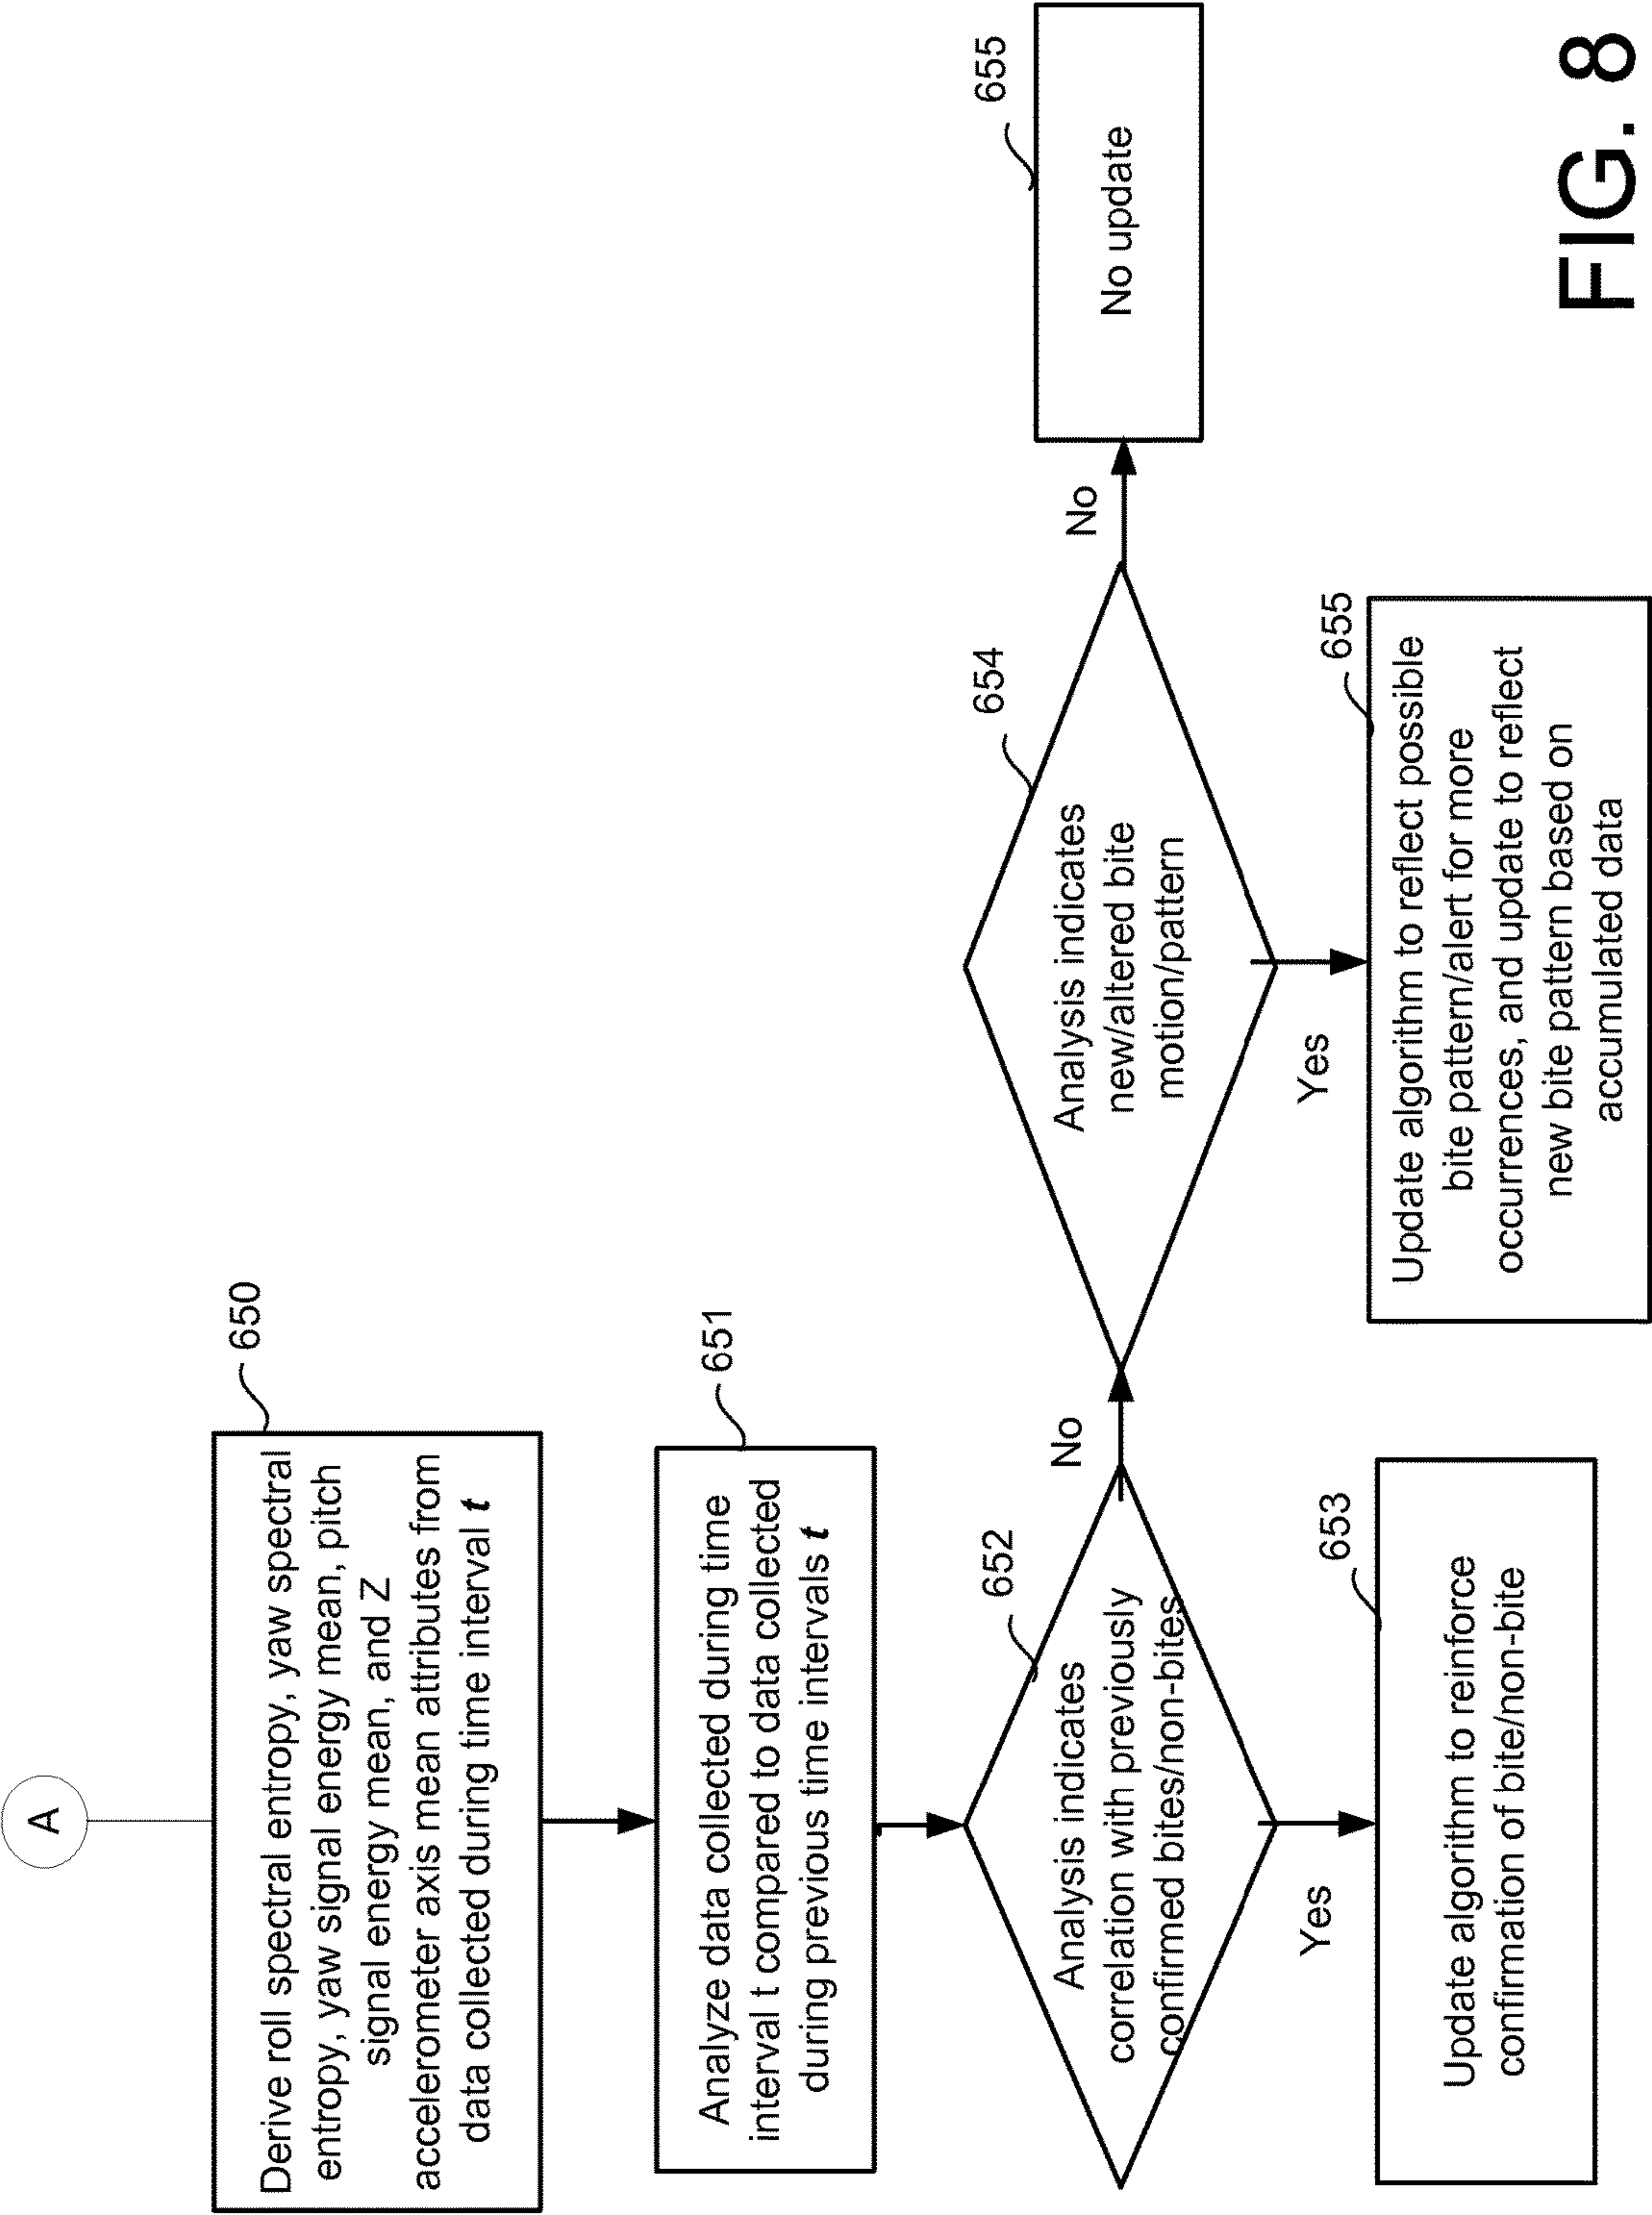 A
650
Derive roll spectral entropy, yaw spectral
entropy, yaw signal energy mean, pitch
signal energy mean, and Z
accelerometer axis mean attributes from
data collected during time interval t
651
Analyze data collected during time
interval t compared to data collected
during previous time intervals t
652
Analysis indicates
correlation with previously
confirmed bites/non-bites
No
Yes
653
Update algorithm to reinforce
confirmation of bite/non-bite
654
Analysis indicates
new/altered bite
motion/pattern
No
Yes
655
Update algorithm to reflect possible
bite pattern/alert for more
occurrences, and update to reflect
new bite pattern based on
accumulated data
655
No update
FIG. 8